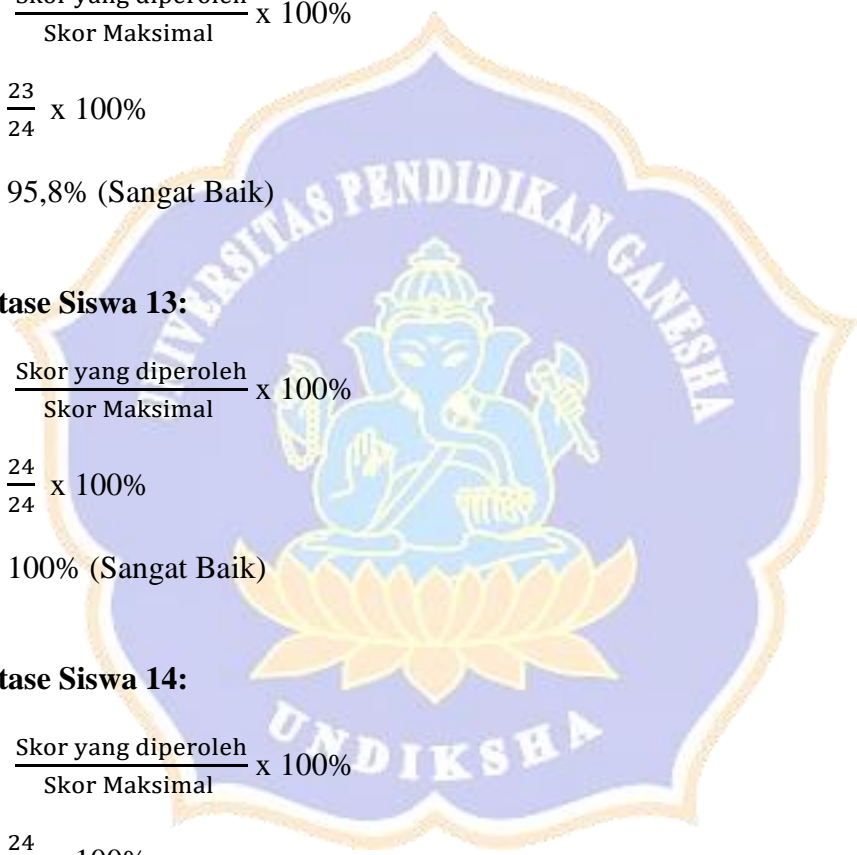 Skor yang diperoleh
Skor Maksimal x 100%
23
24 x 100%
95,8% (Sangat Baik)
tase Siswa 13:
Skor yang diperoleh
Skor Maksimal x 100%
24
24 x 100%
100% (Sangat Baik)
tase Siswa 14:
Skor yang diperoleh
Skor Maksimal x 100%
24
100%
UNIVERSITAS PENDIDIKAN GANESHA
UNDIKSHA